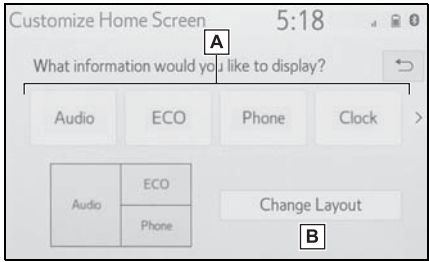 Customize Home Screen 5:18
A
What information would you like to display?
Audio ECO Phone Clock >
Audio ECO
Phone
Change Layout
B